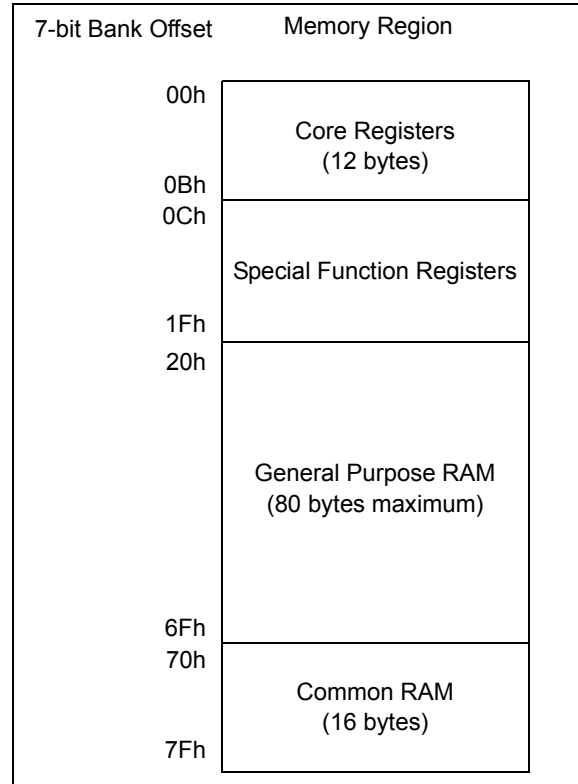 7-bit Bank Offset Memory Region
00h
Core Registers
(12 bytes)
0Bh
0Ch
Special Function Registers
1Fh
20h
General Purpose RAM
(80 bytes maximum)
6Fh
70h
Common RAM
(16 bytes)
7Fh